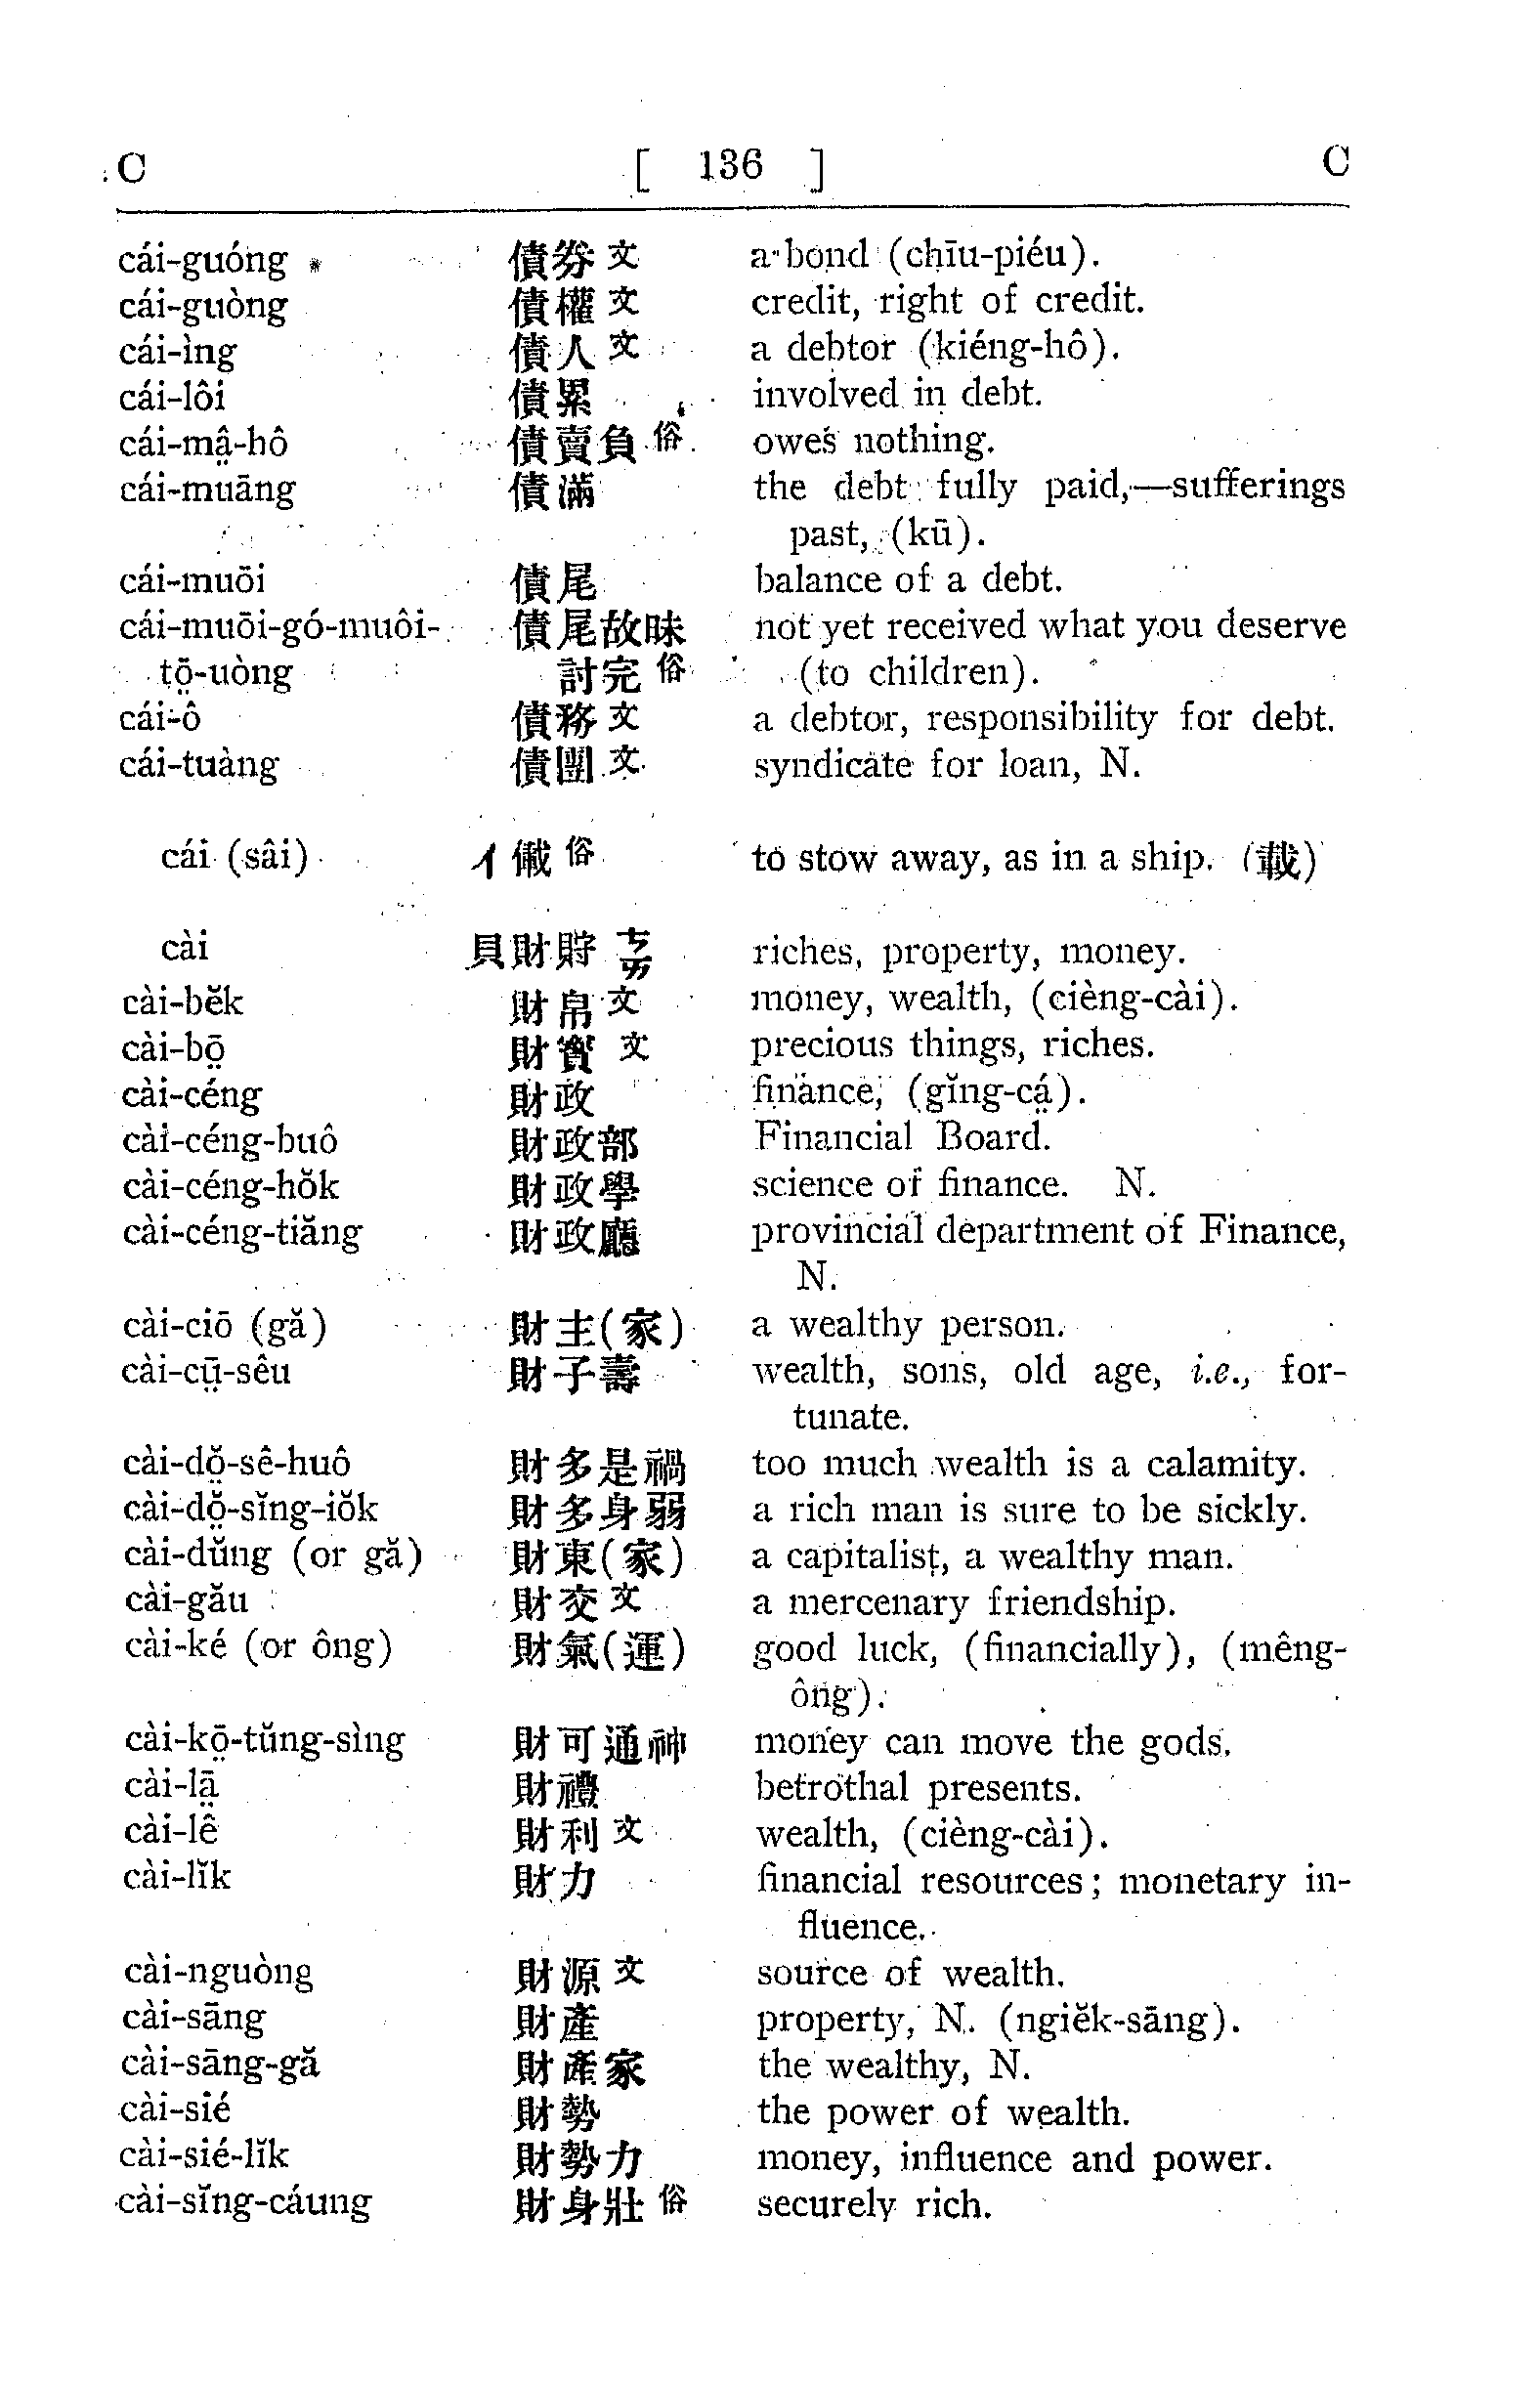 C [ 136 ] C
cái-guóng 債劵文 a bond (chīu-piéu).
cái-guòng 債權文 credit, right of credit.
cái-ìng 債人文 a debtor (kiéng-hô).
cái-lôi 債累 involved in debt.
cái-mâ̤-hô 債賣負俗 owes nothing.
cái-muāng 債滿 the debt fully paid,—sufferings
past, (kū).
cái-muōi 債尾 balance of a debt.
cái-muōi-gó-muôi- 債尾故昧 not yet received what you deserve
tō̤-uòng 討完俗 (to children).
cái-ô 債務文 a debtor, responsibility for debt.
cái-tuàng 債團文 syndicate for loan, N.
cái (sâi) 亻 俗 to stow away, as in a ship. (載)
cài 貝財貯 ㄘㄞ riches, property, money.
cài-bĕk 財帛文 money, wealth, (cièng-cài).
cài-bō̤ 財寳文 precious things, riches.
cài-céng 財政 finance, (gĭng-cá̤).
cài-céng-buô 財政部 Financial Board.
cài-céng-hŏk 財政學 science of finance. N.
cài-céng-tiăng 財政廳 provincial department of Finance,
N.
cài-ciō (gă) 財主(家) a wealthy person.
cài-cṳ̄-sêu 財子壽 wealth, sons, old age, i.e., for-
tunate.
cài-dŏ̤-sê-huô 財多是禍 too much wealth is a calamity.
cài-dŏ̤-sĭng-iŏk 財多身弱 a rich man is sure to be sickly.
cài-dŭng (or gă) 財東(家) a capitalist, a wealthy man.
cài-gău 財交文 a mercenary friendship.
cài-ké (or ông) 財氣(運) good luck, (financially), (mêng-
ông).
cài-kō̤-tŭng-sìng 財可通神 money can move the gods.
cài-lā̤ 財禮 betrothal presents.
cài-lê 財利文 wealth, (cièng-cài).
cài-lĭk 財力 financial resources; monetary in-
fluence.
cài-nguòng 財源文 source of wealth.
cài-sāng 財產 property, N. (ngiĕk-sāng).
cài-sāng-gă 財產家 the wealthy, N.
cài-sié 財勢 the power of wealth.
cài-sié-lĭk 財勢力 money, influence and power.
cài-sĭng-cáung 財身壯俗 securely rich.